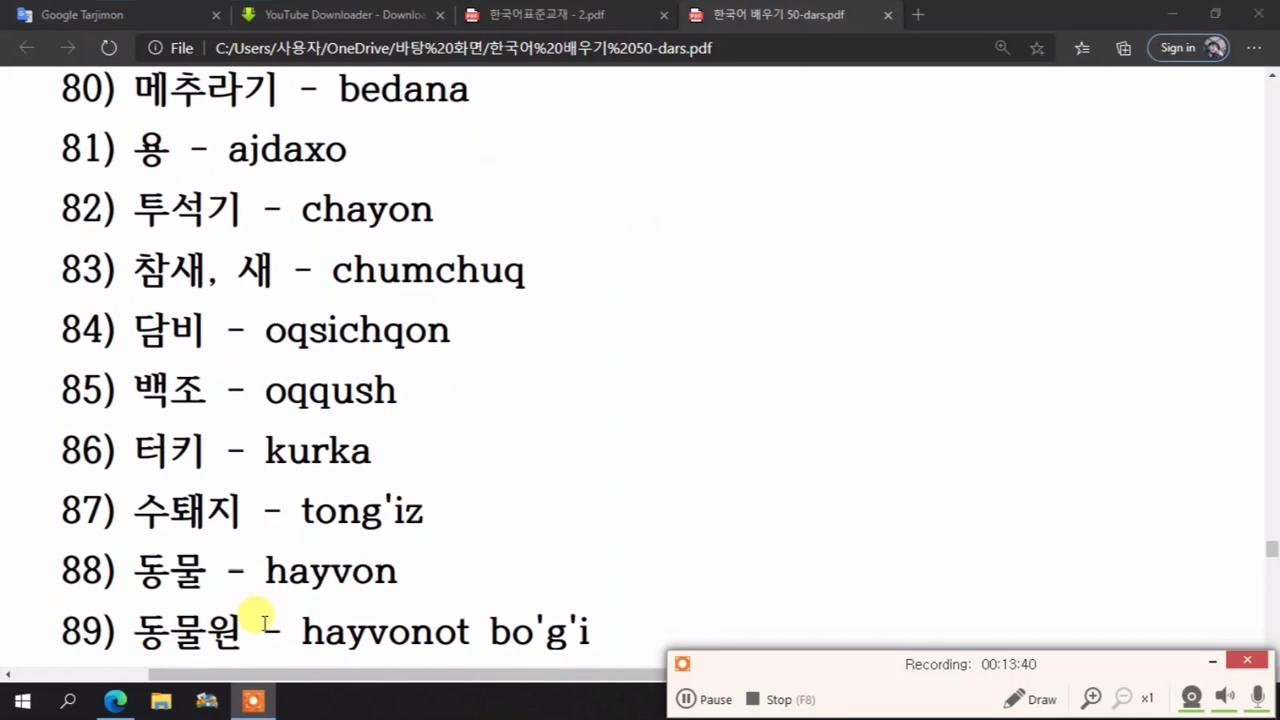 Google Tarjimon
YouTube Downloader - Downloa
한국어표준교재 - 2.pdf
한국어 배우기 50-dars.pdf
File
C:/Users/사용자/OneDrive/바탕%20화면/한국어%20배우기%2050-dars.pdf
Sign in
80) 메추라기 - bedana
81) 용 - ajdaxo
82) 투석기 - chayon
83) 참새, 새 - chumchuq
84) 담비 - oqsichqon
85) 백조 - oqqush
86) 터키 - kurka
87) 수퇘지 - tong'iz
88) 동물 - hayvon
89) 동물원 - hayvonot bo'g'i
Recording: 00:13:40
Pause
Stop (F8)
Draw
x1